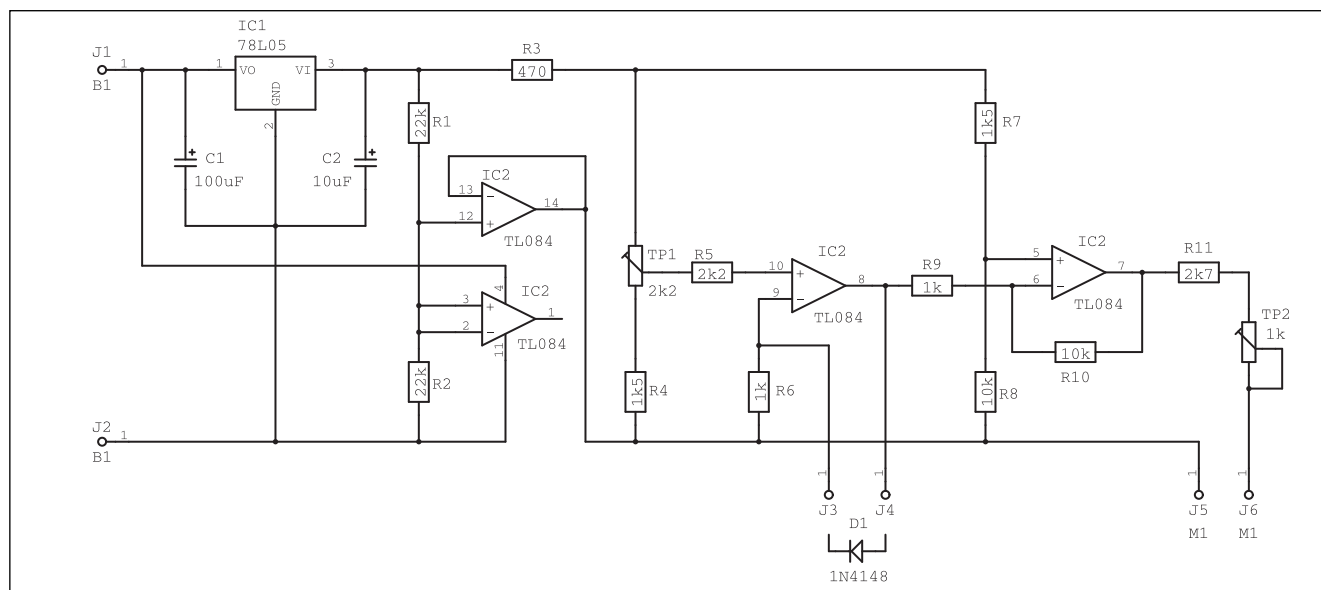 IC1
78L05
J1
1
B1
1
VO
VI
3
GND
2
R3
470
22k
R1
1k5
R7
C1
100uF
C2
10uF
IC2
13
12
14
TL084
TP1
2k2
R5
2k2
IC2
10
9
8
TL084
R9
1k
IC2
5
6
7
TL084
R11
2k7
TP2
1k
4
IC2
3
2
1
11
TL084
10k
R10
22k
R2
1k5
R4
1k
R6
10k
R8
J2
1
B1
1
1
1
1
J3
J4
J5
J6
M1
M1
D1
1N4148